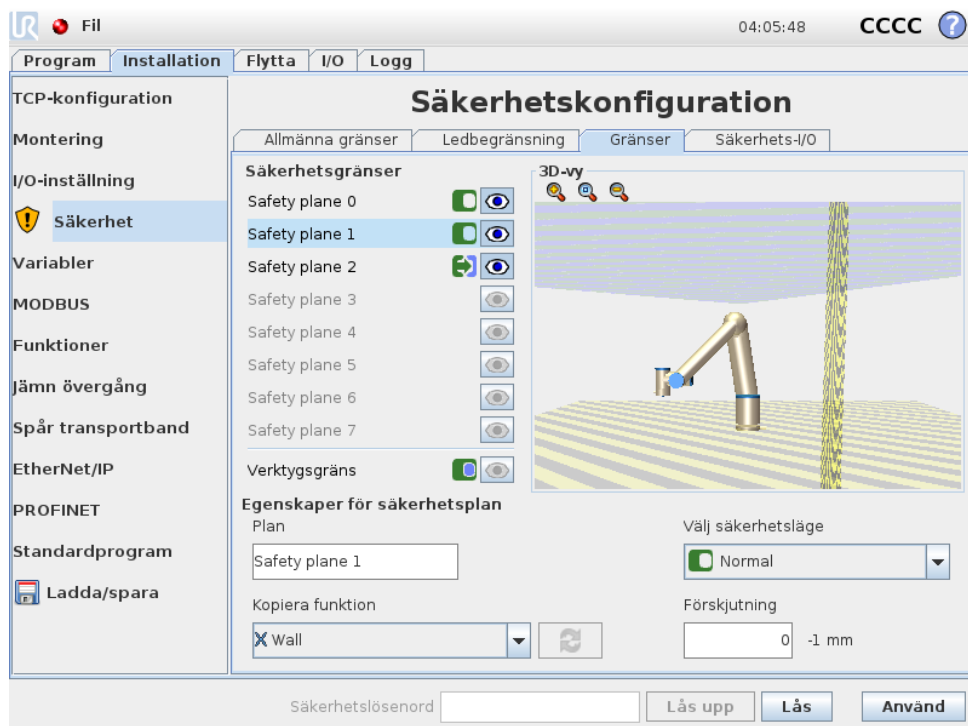 UR Fil 04:05:48 CCCC ?
Program Installation Flytta I/O Logg
TCP-konfiguration
Montering
I/O-inställning
Säkerhet
Variabler
MODBUS
Funktioner
Jämn övergång
Spår transportband
EtherNet/IP
PROFINET
Standardprogram
Ladda/spara
Säkerhetskonfiguration
Allmänna gränser Ledbegränsning Gränser Säkerhets-I/O
Säkerhetsgränser
Safety plane 0
Safety plane 1
Safety plane 2
Safety plane 3
Safety plane 4
Safety plane 5
Safety plane 6
Safety plane 7
Verktygsgräns
3D-vy
Egenskaper för säkerhetsplan
Plan
Safety plane 1
Kopiera funktion
Wall
Välj säkerhetsläge
Normal
Förskjutning
0 -1 mm
Säkerhetslösenord Lås upp Lås Använd